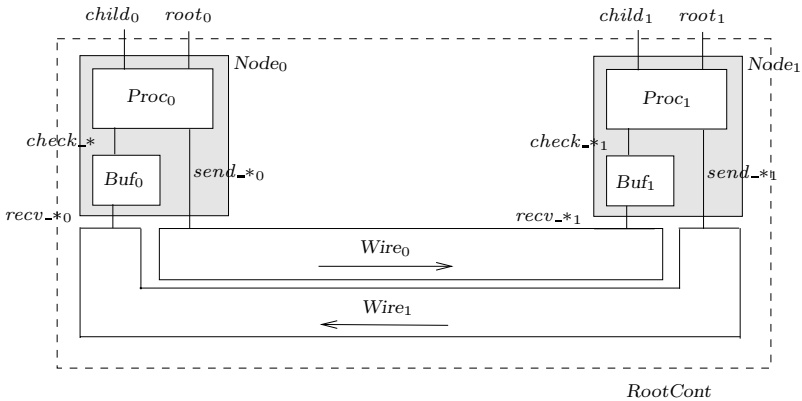 child₀ root₀ child₁ root₁
Node₀ Node₁
Proc₀ Proc₁
check_* check_*₁
Buf₀ send_*₀ Buf₁ send_*₁
recv_*₀ recv_*₁
Wire₀
Wire₁
RootCont